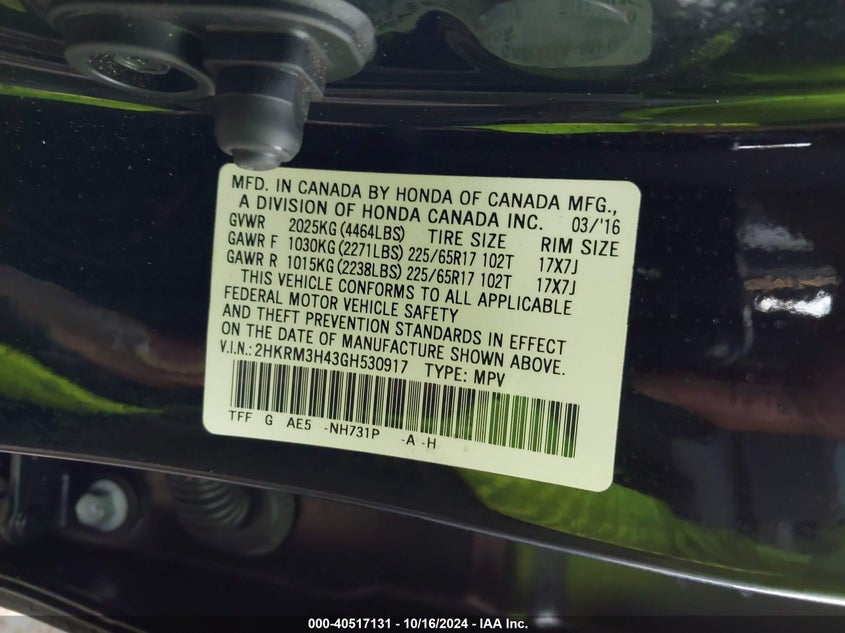 MFD. IN CANADA BY HONDA OF CANADA MFG.,
A DIVISION OF HONDA CANADA INC. 03/'16
GVWR 2025KG (4464LBS) TIRE SIZE RIM SIZE
GAWR F 1030KG (2271LBS) 225/65R17 102T 17X7J
GAWR R 1015KG (2238LBS) 225/65R17 102T 17X7J
THIS VEHICLE CONFORMS TO ALL APPLICABLE
FEDERAL MOTOR VEHICLE SAFETY
AND THEFT PREVENTION STANDARDS IN EFFECT
ON THE DATE OF MANUFACTURE SHOWN ABOVE.
V.I.N.: 2HKRM3H43GH530917 TYPE: MPV
TFF G AE5 -NH731P -A -H
000-40517131 - 10/16/2024 - IAA Inc.